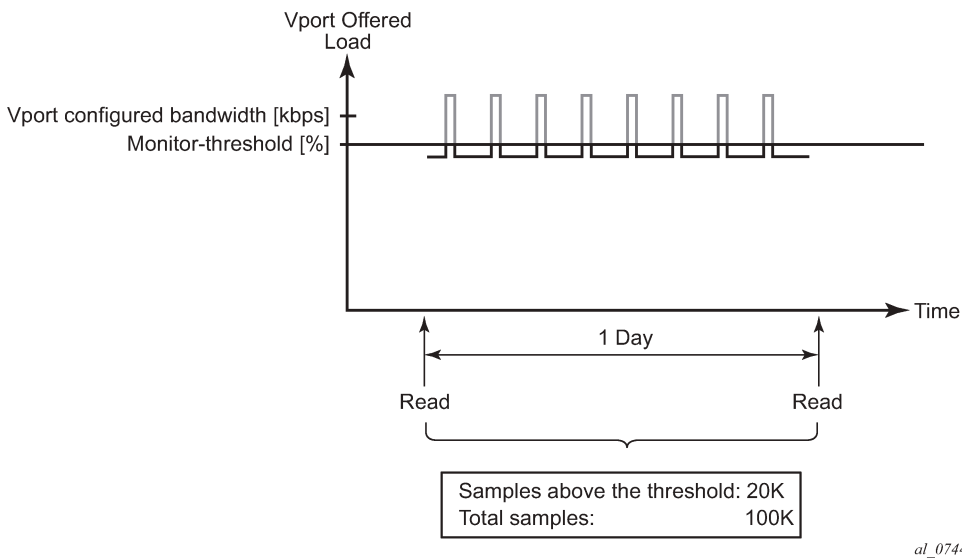 Vport Offered
Load
Vport configured bandwidth [kbps]
Monitor-threshold [%]
Time
1 Day
Read
Read
Samples above the threshold: 20K
Total samples: 100K